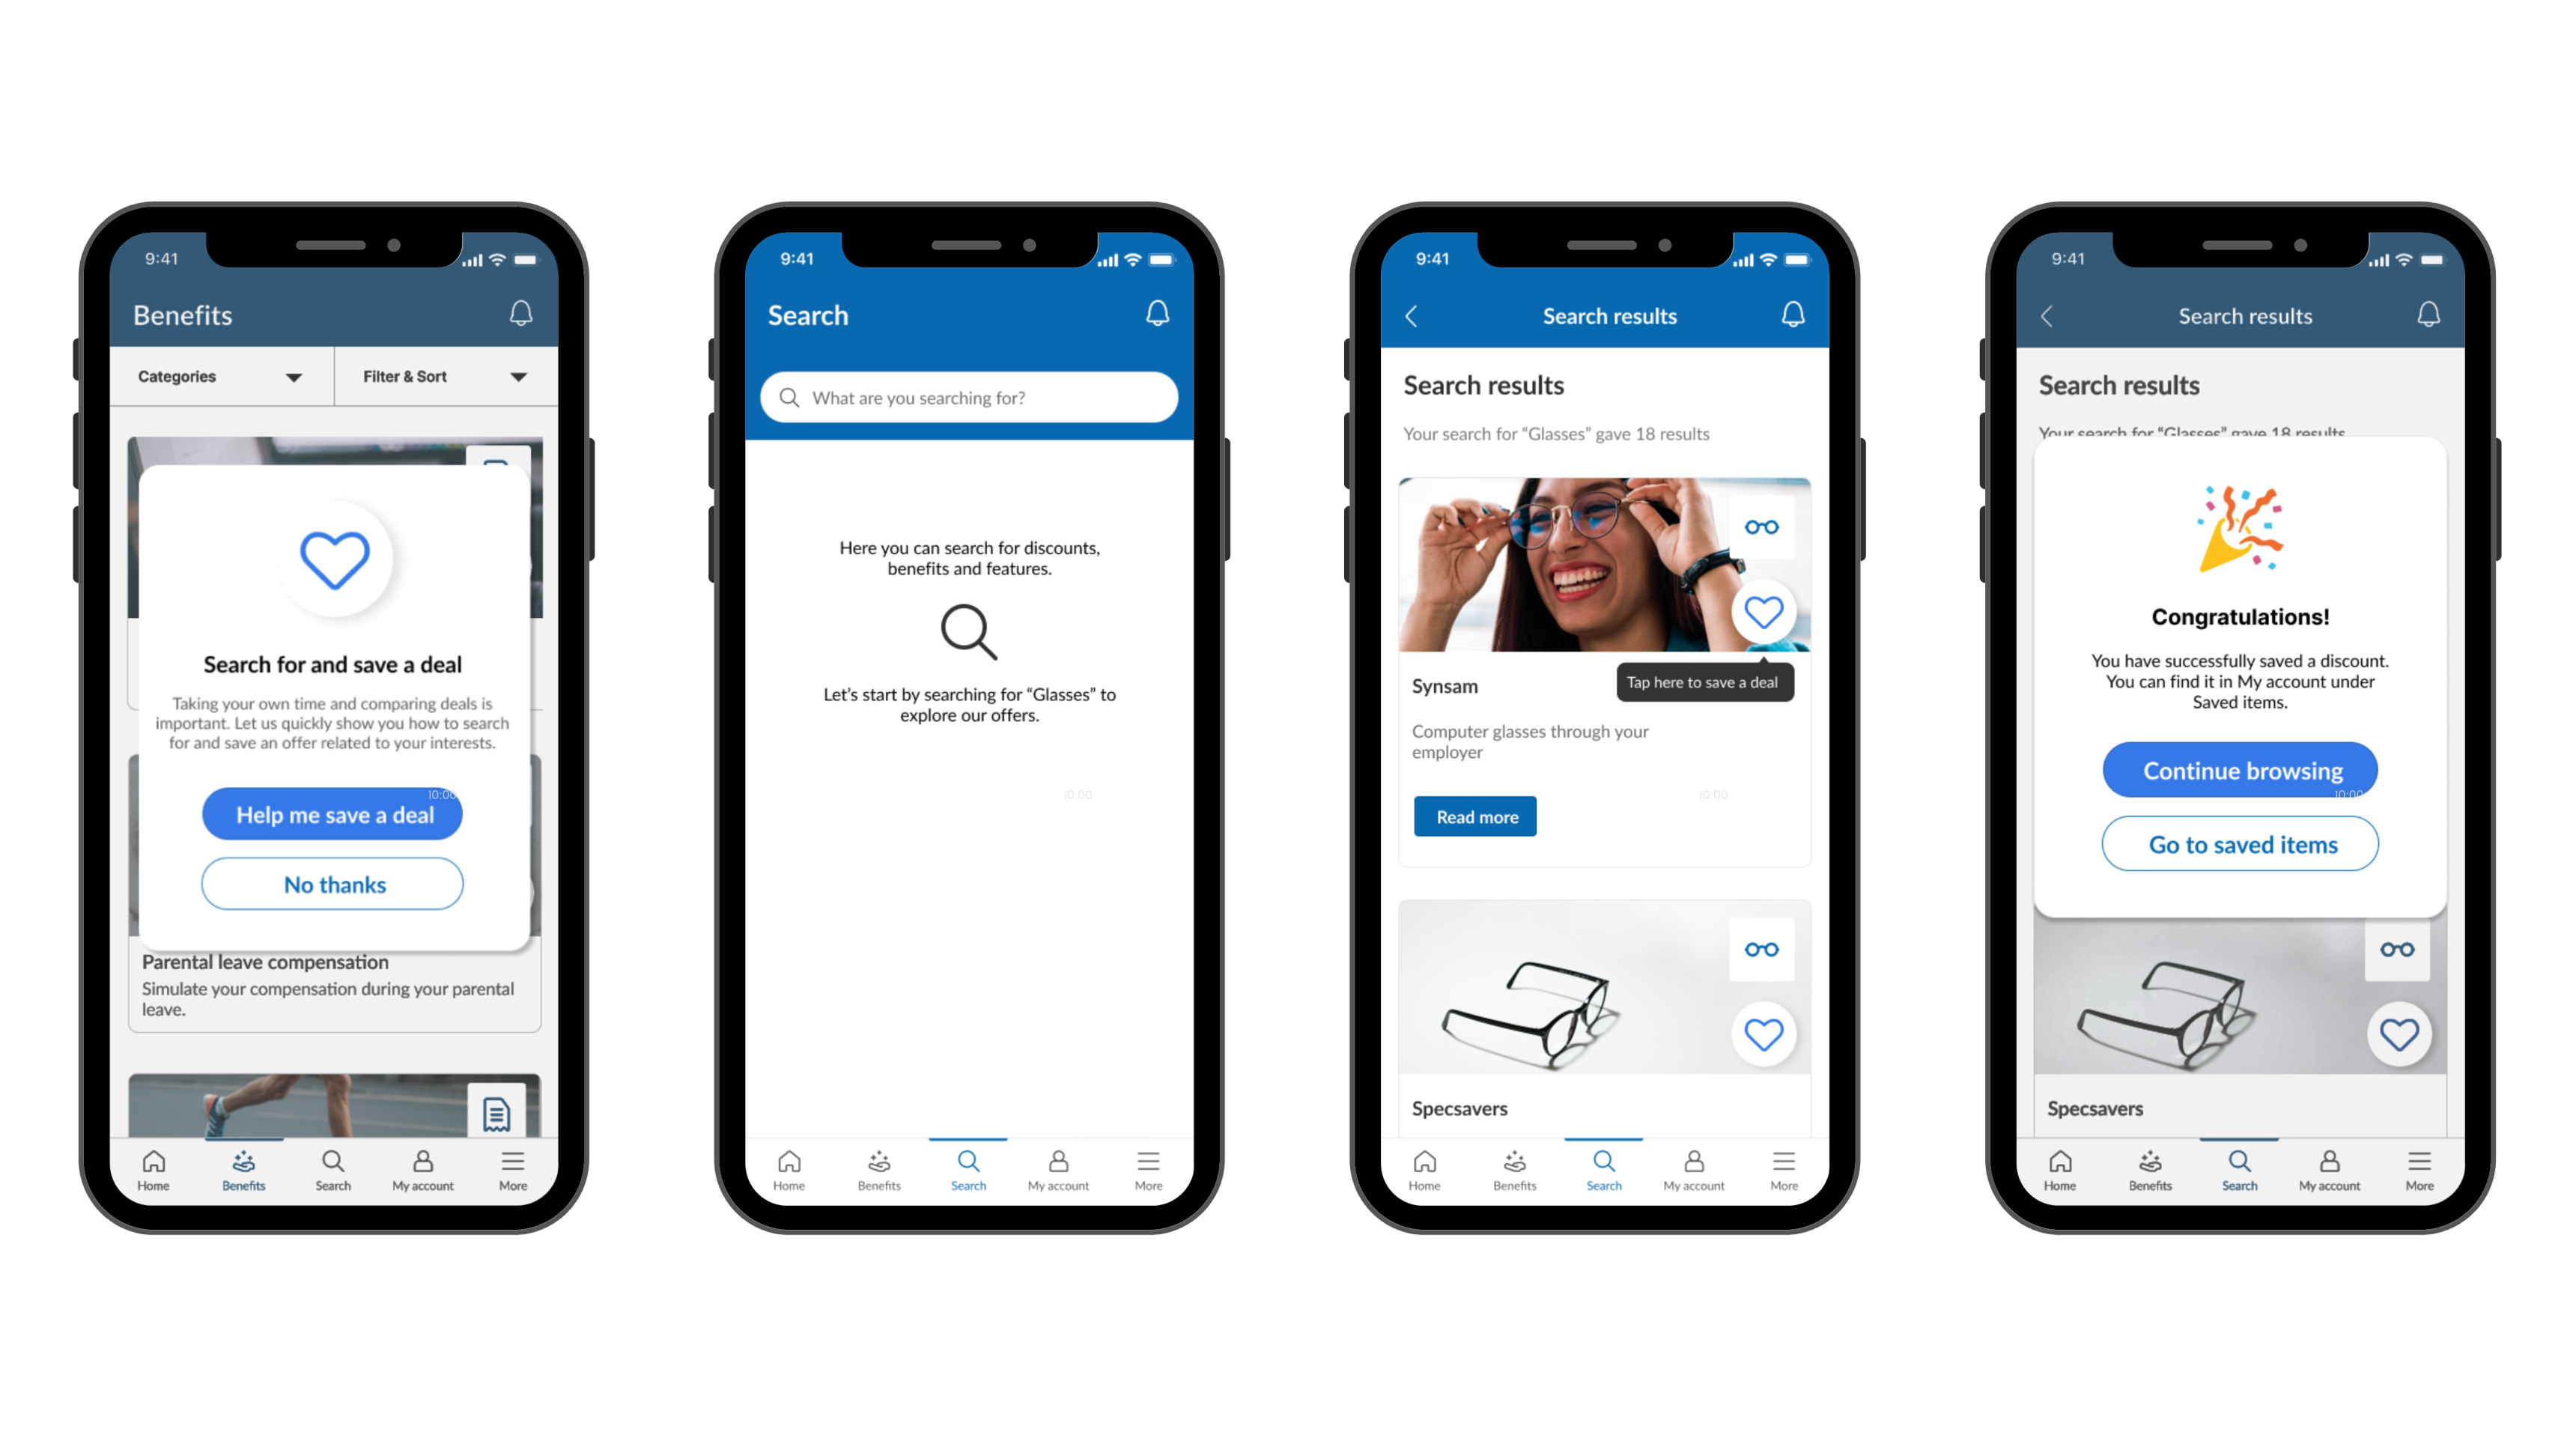 9:41
Benefits
Categories
Filter & Sort
Search for and save a deal
Taking your own time and comparing deals is
important. Let us quickly show you how to search
for and save an offer related to your interests.
10:00
Help me save a deal
No thanks
Parental leave compensation
Simulate your compensation during your parental
leave.
Home
Benefits
Search
My account
More
9:41
Search
What are you searching for?
Here you can search for discounts,
benefits and features.
Let's start by searching for “Glasses” to
explore our offers.
10:00
Home
Benefits
Search
My account
More
9:41
Search results
Search results
Your search for “Glasses” gave 18 results
Synsam
Tap here to save a deal
Computer glasses through your
employer
10:00
Read more
Specsavers
Home
Benefits
Search
My account
More
9:41
Search results
Search results
Your search for “Glasses” gave 18 results
Congratulations!
You have successfully saved a discount.
You can find it in My account under
Saved items.
Continue browsing
10:00
Go to saved items
Specsavers
Home
Benefits
Search
My account
More